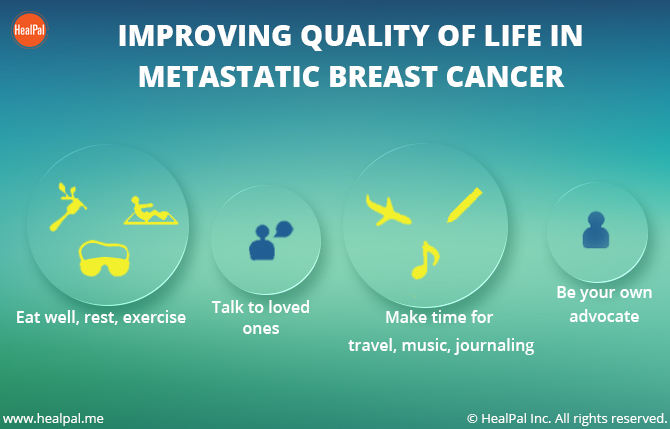 HealPal
IMPROVING QUALITY OF LIFE IN
METASTATIC BREAST CANCER
Eat well, rest, exercise
Talk to loved
ones
Make time for
travel, music, journaling
Be your own
advocate
www.healpal.me
© HealPal Inc. All rights reserved.